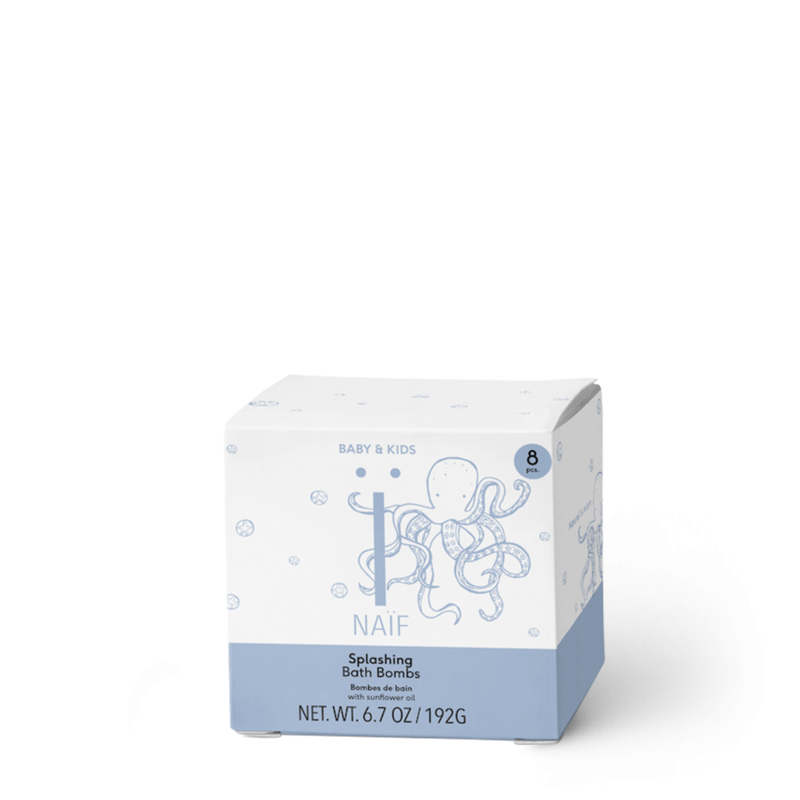 BABY & KIDS
8
pcs.
Ï
NAÏF
Splashing
Bath Bombs
Bombes de bain
with sunflower oil
NET. WT. 6.7 OZ / 192G